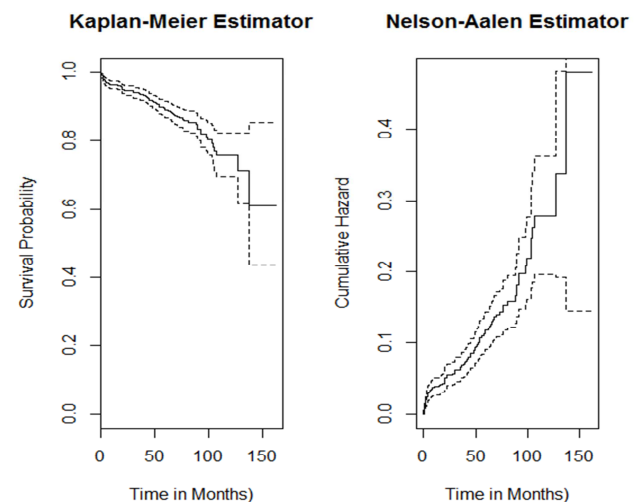 Kaplan-Meier Estimator
Survival Probability
0.0 0.2 0.4 0.6 0.8 1.0
0 50 100 150
Time in Months)
Nelson-Aalen Estimator
Cumulative Hazard
0.0 0.1 0.2 0.3 0.4
0 50 100 150
Time in Months)